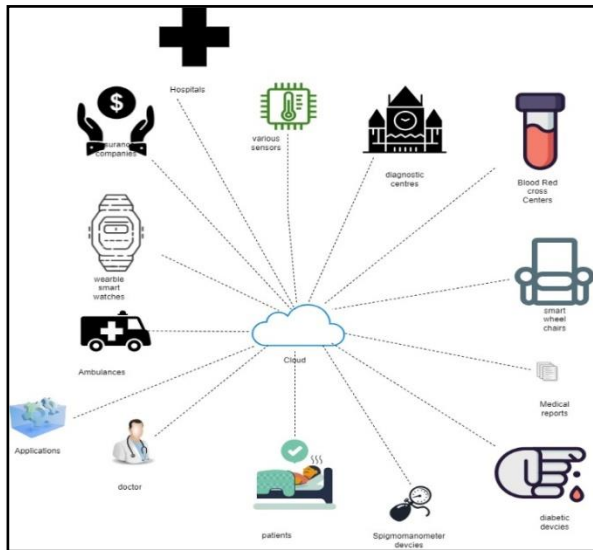 $
Hospitals
insurance
companies
various
sensors
diagnostic
centres
Blood Red
cross
Centers
wearble
smart
watches
smart
wheel
chairs
Ambulances
Cloud
Medical
reports
Applications
doctor
patients
Spigmomanometer
devcies
diabetic
devcies